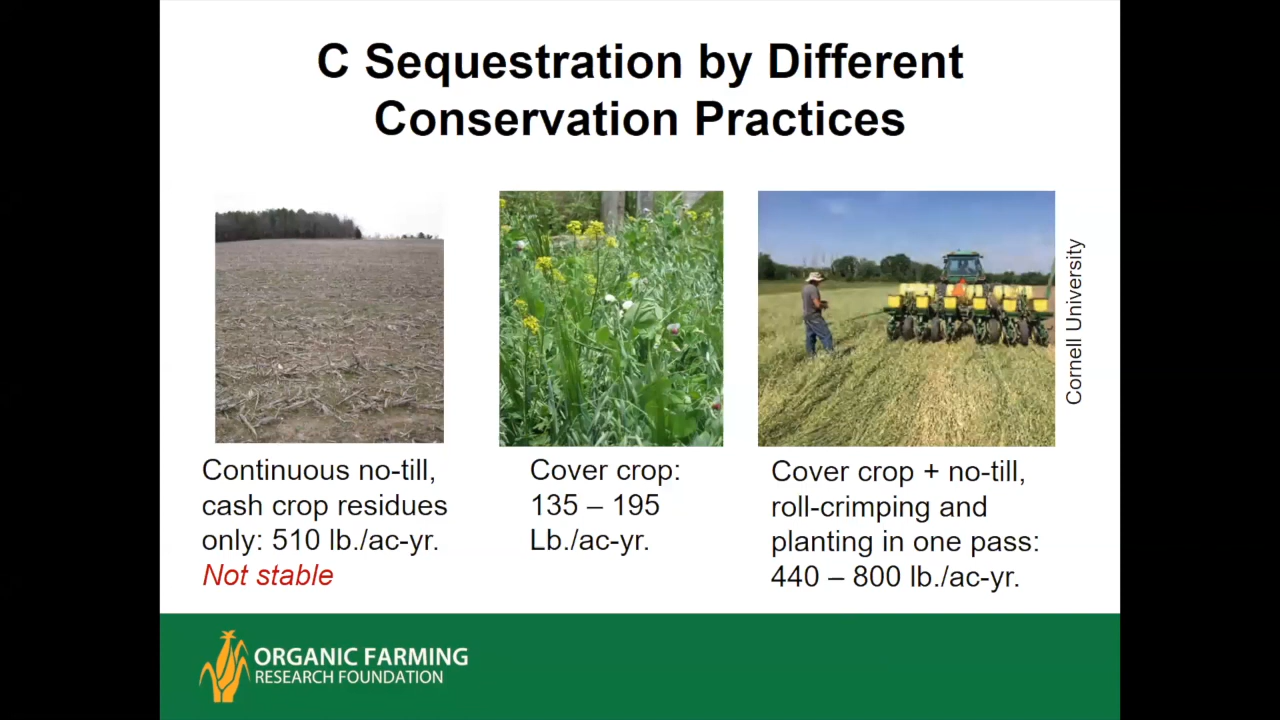 C Sequestration by Different
Conservation Practices
Cornell University
Continuous no-till,
cash crop residues
only: 510 lb./ac-yr.
Not stable
Cover crop:
135 – 195
Lb./ac-yr.
Cover crop + no-till,
roll-crimping and
planting in one pass:
440 – 800 lb./ac-yr.
ORGANIC FARMING
RESEARCH FOUNDATION